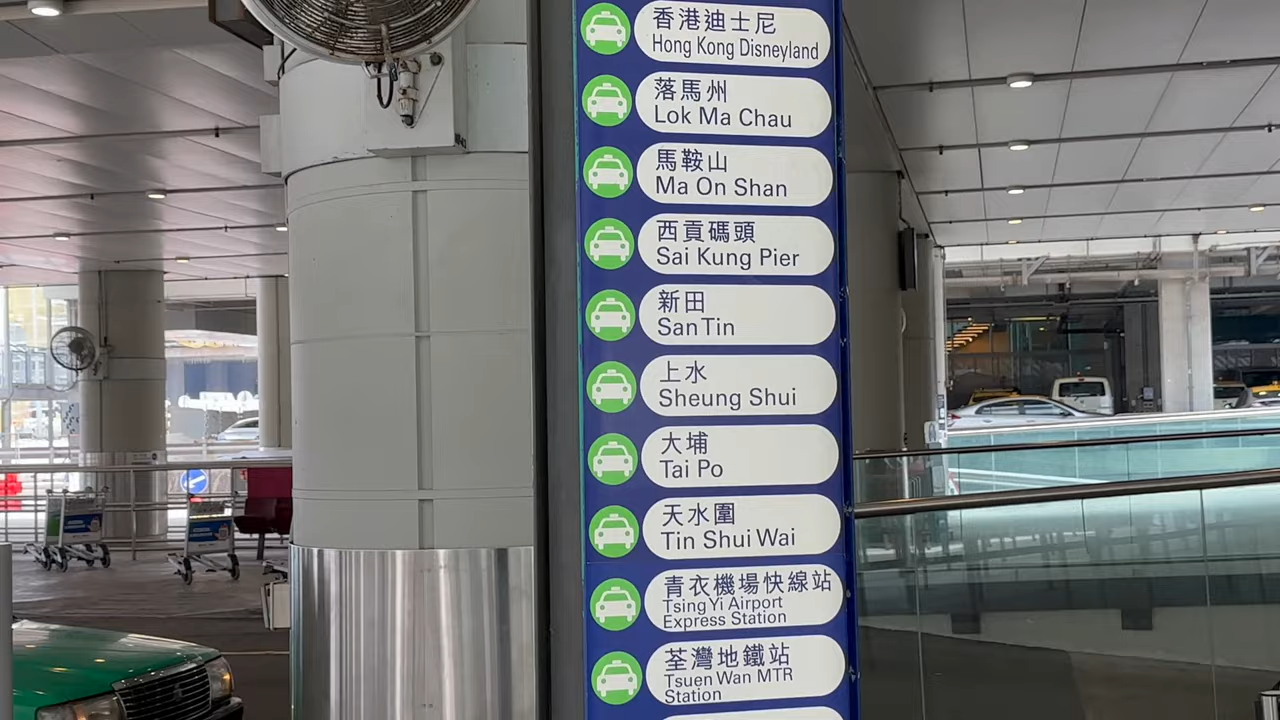 香港迪士尼
Hong Kong Disneyland
落馬州
Lok Ma Chau
馬鞍山
Ma On Shan
西貢碼頭
Sai Kung Pier
新田
San Tin
上水
Sheung Shui
大埔
Tai Po
天水圍
Tin Shui Wai
青衣機場快線站
Tsing Yi Airport
Express Station
荃灣地鐵站
Tsuen Wan MTR
Station